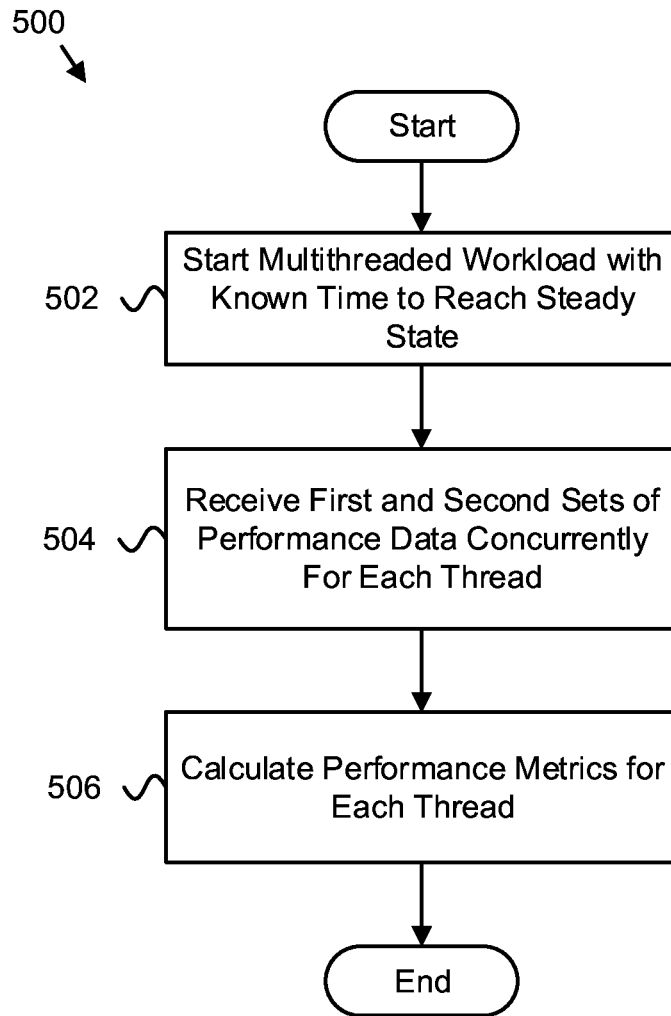 500
Start
502
Start Multithreaded Workload with
Known Time to Reach Steady
State
504
Receive First and Second Sets of
Performance Data Concurrently
For Each Thread
506
Calculate Performance Metrics for
Each Thread
End